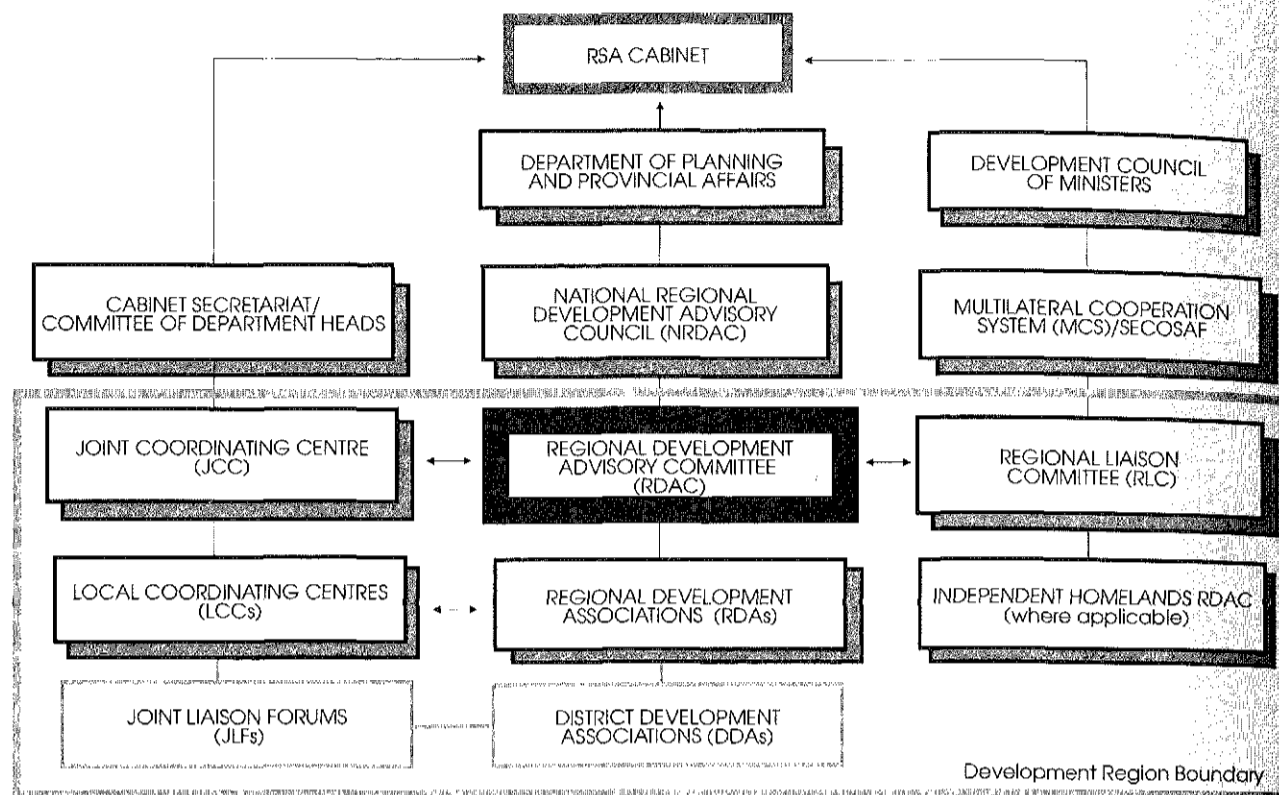 RSA CABINET
DEPARTMENT OF PLANNING
AND PROVINCIAL AFFAIRS
DEVELOPMENT COUNCIL
OF MINISTERS
CABINET SECRETARIAT/
COMMITTEE OF DEPARTMENT HEADS
NATIONAL REGIONAL
DEVELOPMENT ADVISORY
COUNCIL (NRDAC)
MULTILATERAL COOPERATION
SYSTEM (MCS)/SECOSAF
JOINT COORDINATING CENTRE
(JCC)
REGIONAL DEVELOPMENT
ADVISORY COMMITTEE
(RDAC)
REGIONAL LIAISON
COMMITTEE (RLC)
LOCAL COORDINATING CENTRES
(LCCs)
REGIONAL DEVELOPMENT
ASSOCIATIONS (RDAs)
INDEPENDENT HOMELANDS RDAC
(where applicable)
JOINT LIAISON FORUMS
(JLFs)
DISTRICT DEVELOPMENT
ASSOCIATIONS (DDAs)
Development Region Boundary